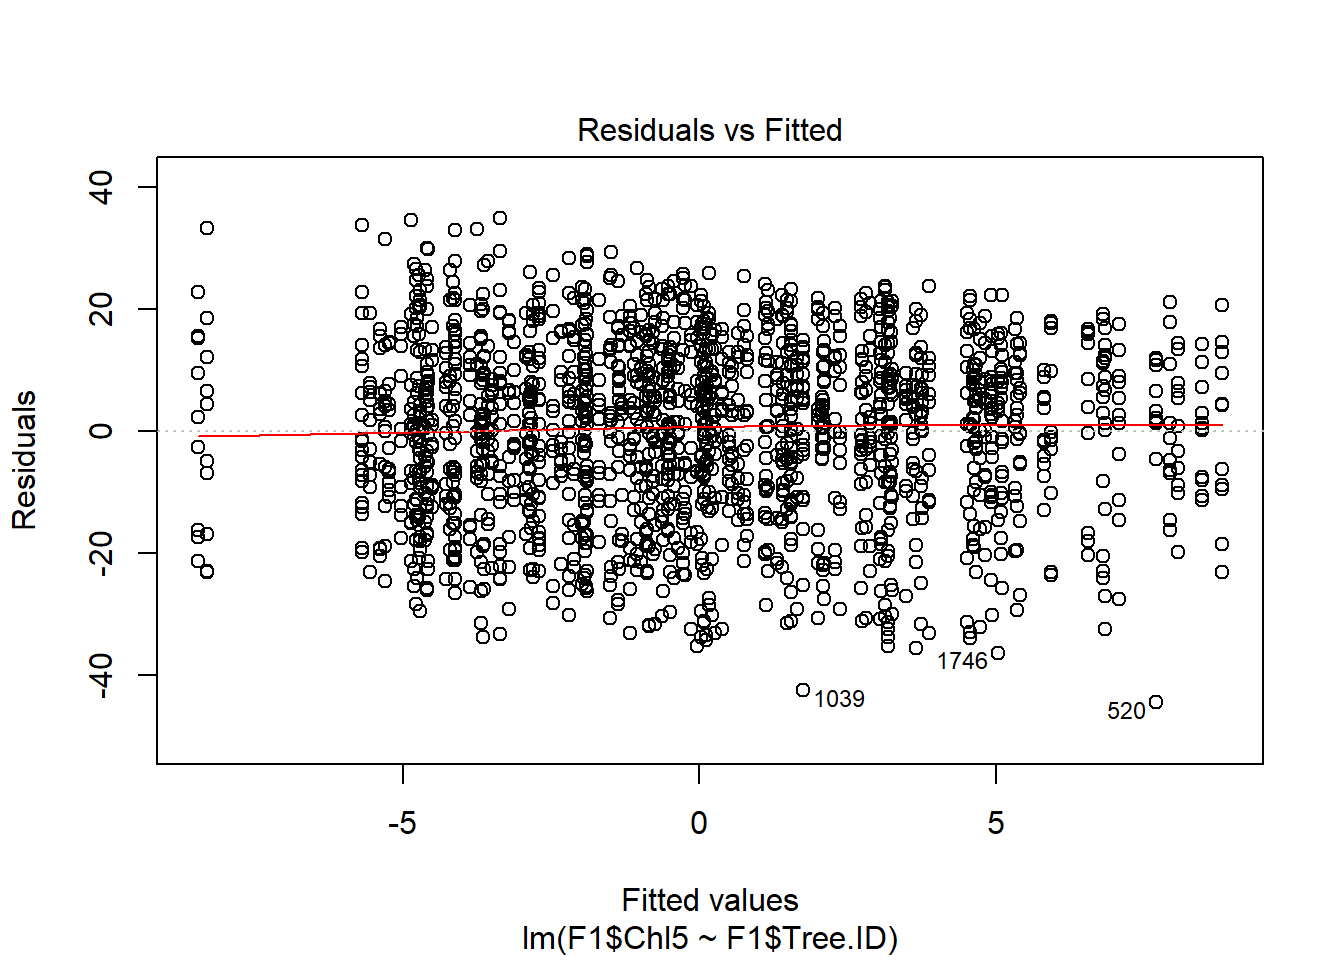 Residuals vs Fitted
Residuals
40
20
0
-20
-40
1746
1039
520
-5
0
5
Fitted values
lm(F1$Chl5 ~ F1$Tree.ID)